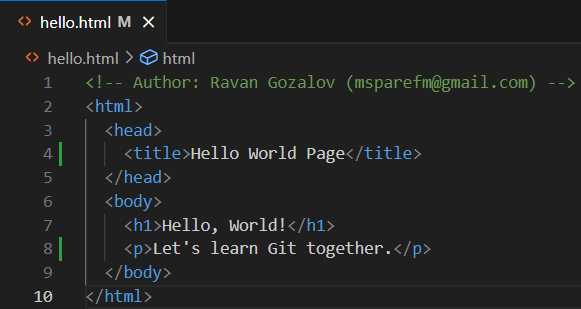 hello.html M
hello.html > html
1 <!-- Author: Ravan Gozalov (msparefm@gmail.com) -->
2 <html>
3 <head>
4 <title>Hello World Page</title>
5 </head>
6 <body>
7 <h1>Hello, World!</h1>
8 <p>Let's learn Git together.</p>
9 </body>
10 </html>